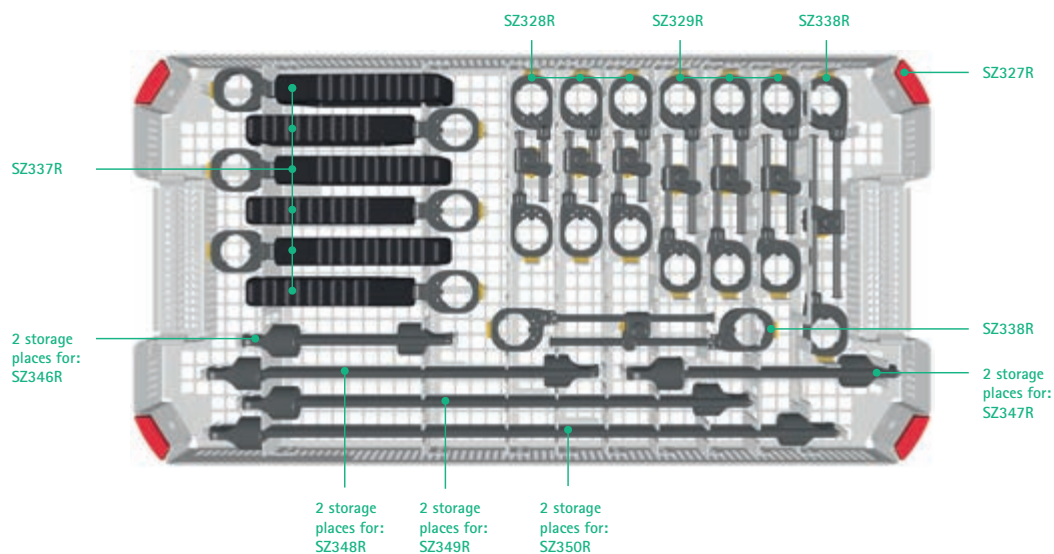 SZ328R
SZ329R
SZ338R
SZ327R
SZ337R
SZ338R
2 storage
places for:
SZ346R
2 storage
places for:
SZ347R
2 storage
places for:
SZ348R
2 storage
places for:
SZ349R
2 storage
places for:
SZ350R